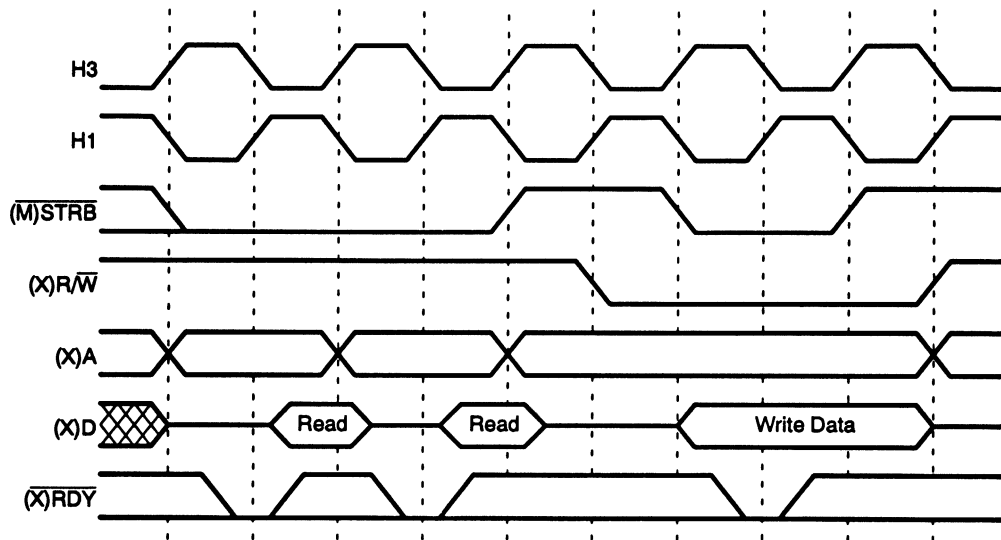 H3
H1
(M)STRB
(X)R/W
(X)A
(X)D
Read
Read
Write Data
(X)RDY